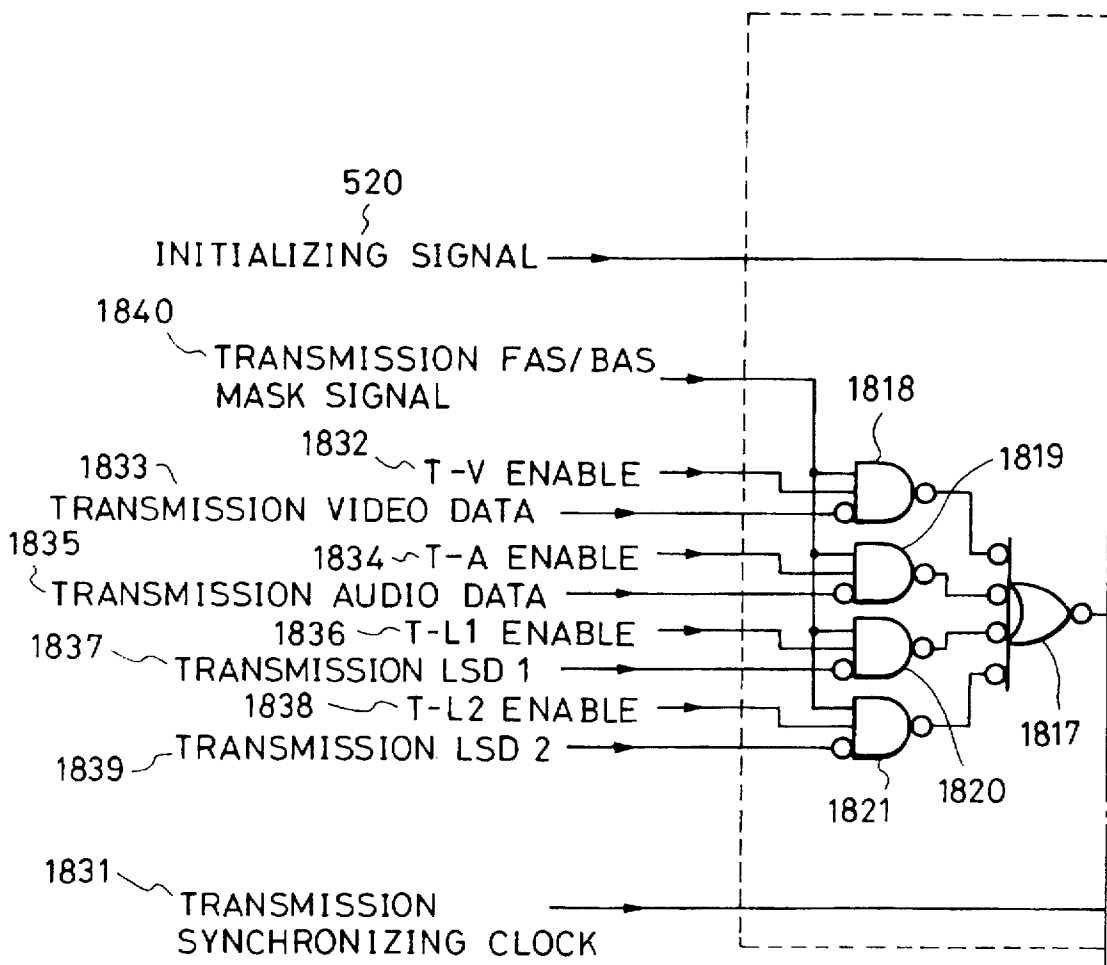 520
INITIALIZING SIGNAL
1840
TRANSMISSION FAS/BAS
MASK SIGNAL
1818
1832
1819
1833
T-V ENABLE
TRANSMISSION VIDEO DATA
1835
1834
T-A ENABLE
TRANSMISSION AUDIO DATA
1836
T-L1 ENABLE
1837
TRANSMISSION LSD 1
1838
T-L2 ENABLE
1817
1839
TRANSMISSION LSD 2
1820
1821
1831
TRANSMISSION
SYNCHRONIZING CLOCK